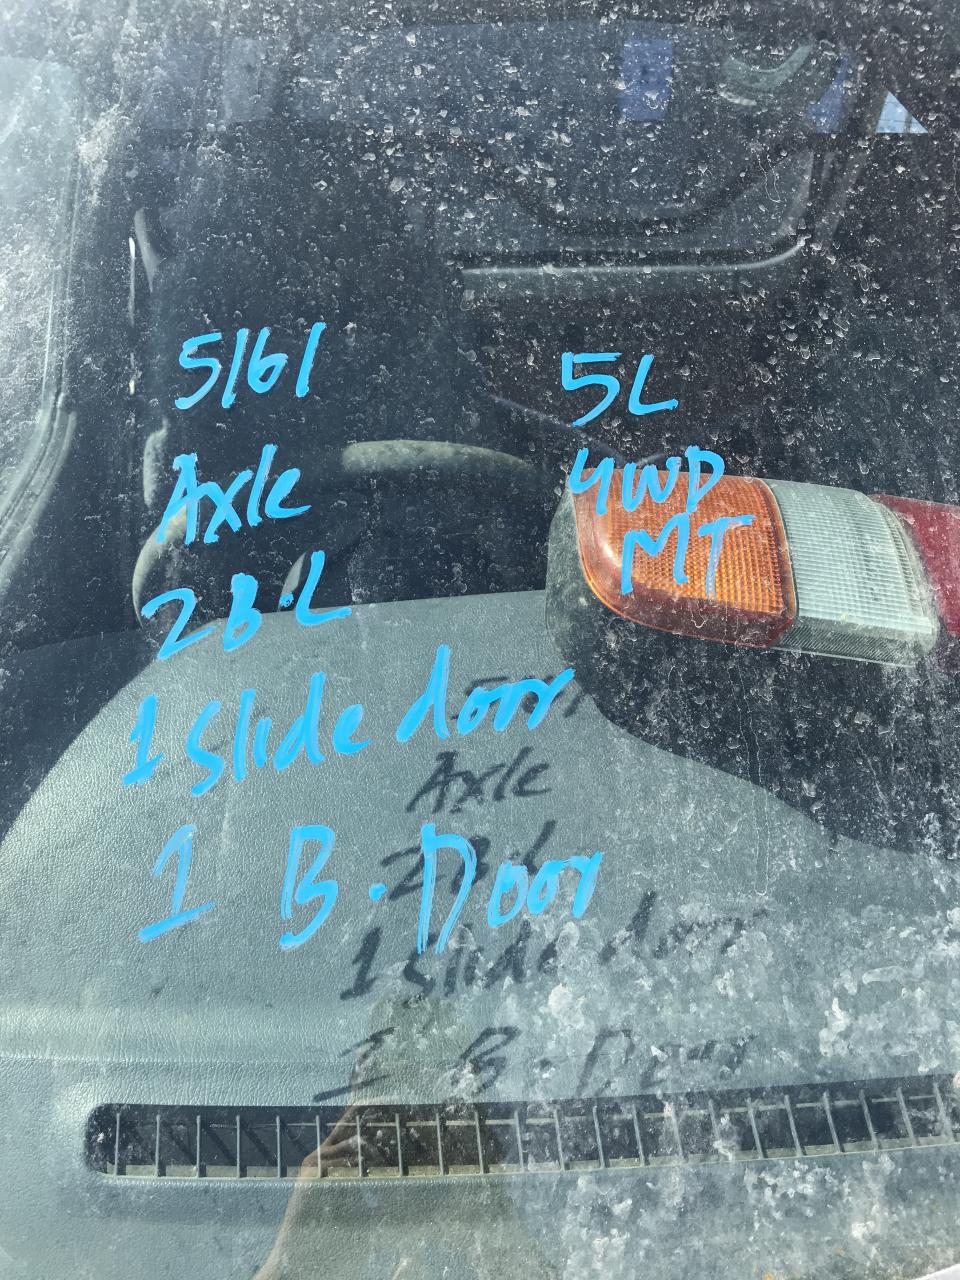 5161
Axle
2B.L
1 Slide door
1 B.Door
5L
4WD
MT